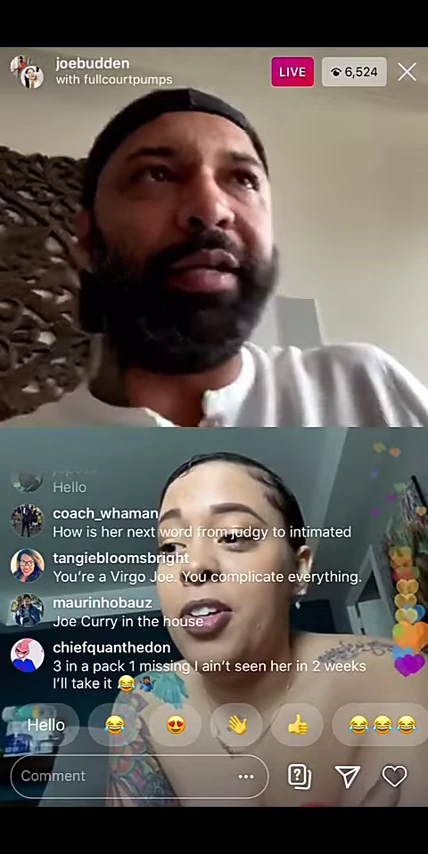 joebudden
with fullcourtpumps
LIVE
6,524
Hello
coach_whaman
How is her next word from judgy to intimated
tangiebloomsbright
You're a Virgo Joe. You complicate everything.
maurinhobauz
Joe Curry in the house
chiefquanthedon
3 in a pack 1 missing I ain't seen her in 2 weeks
I'll take it 😂
Hello 😂 😍 👋 👍 😂😂😂
Comment